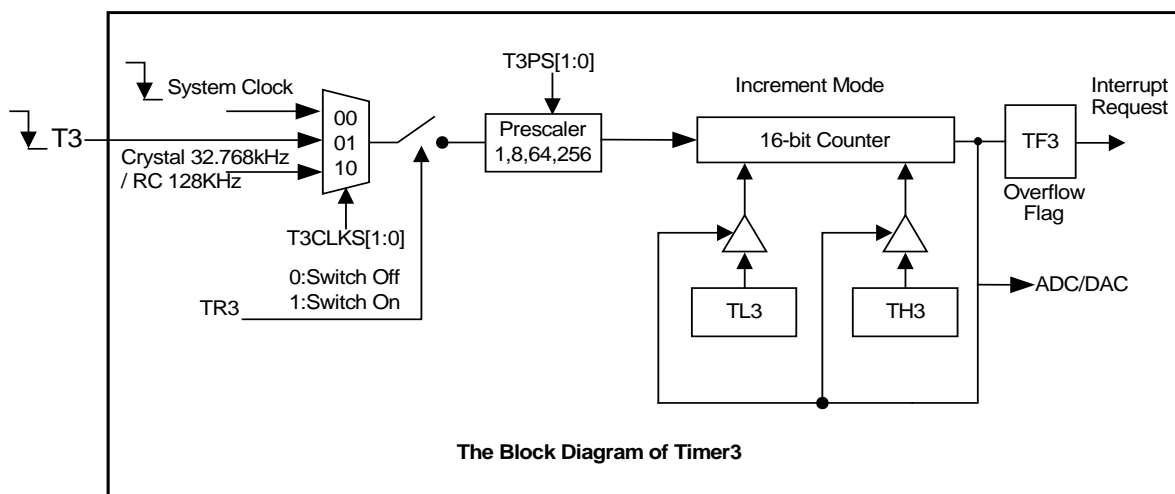 T3PS[1:0]
System Clock
Increment Mode
Interrupt
Request
T3
00
01
10
Prescaler
1,8,64,256
16-bit Counter
TF3
Crystal 32.768kHz
/ RC 128KHz
Overflow
Flag
T3CLKS[1:0]
0:Switch Off
1:Switch On
TR3
TL3
TH3
ADC/DAC
The Block Diagram of Timer3